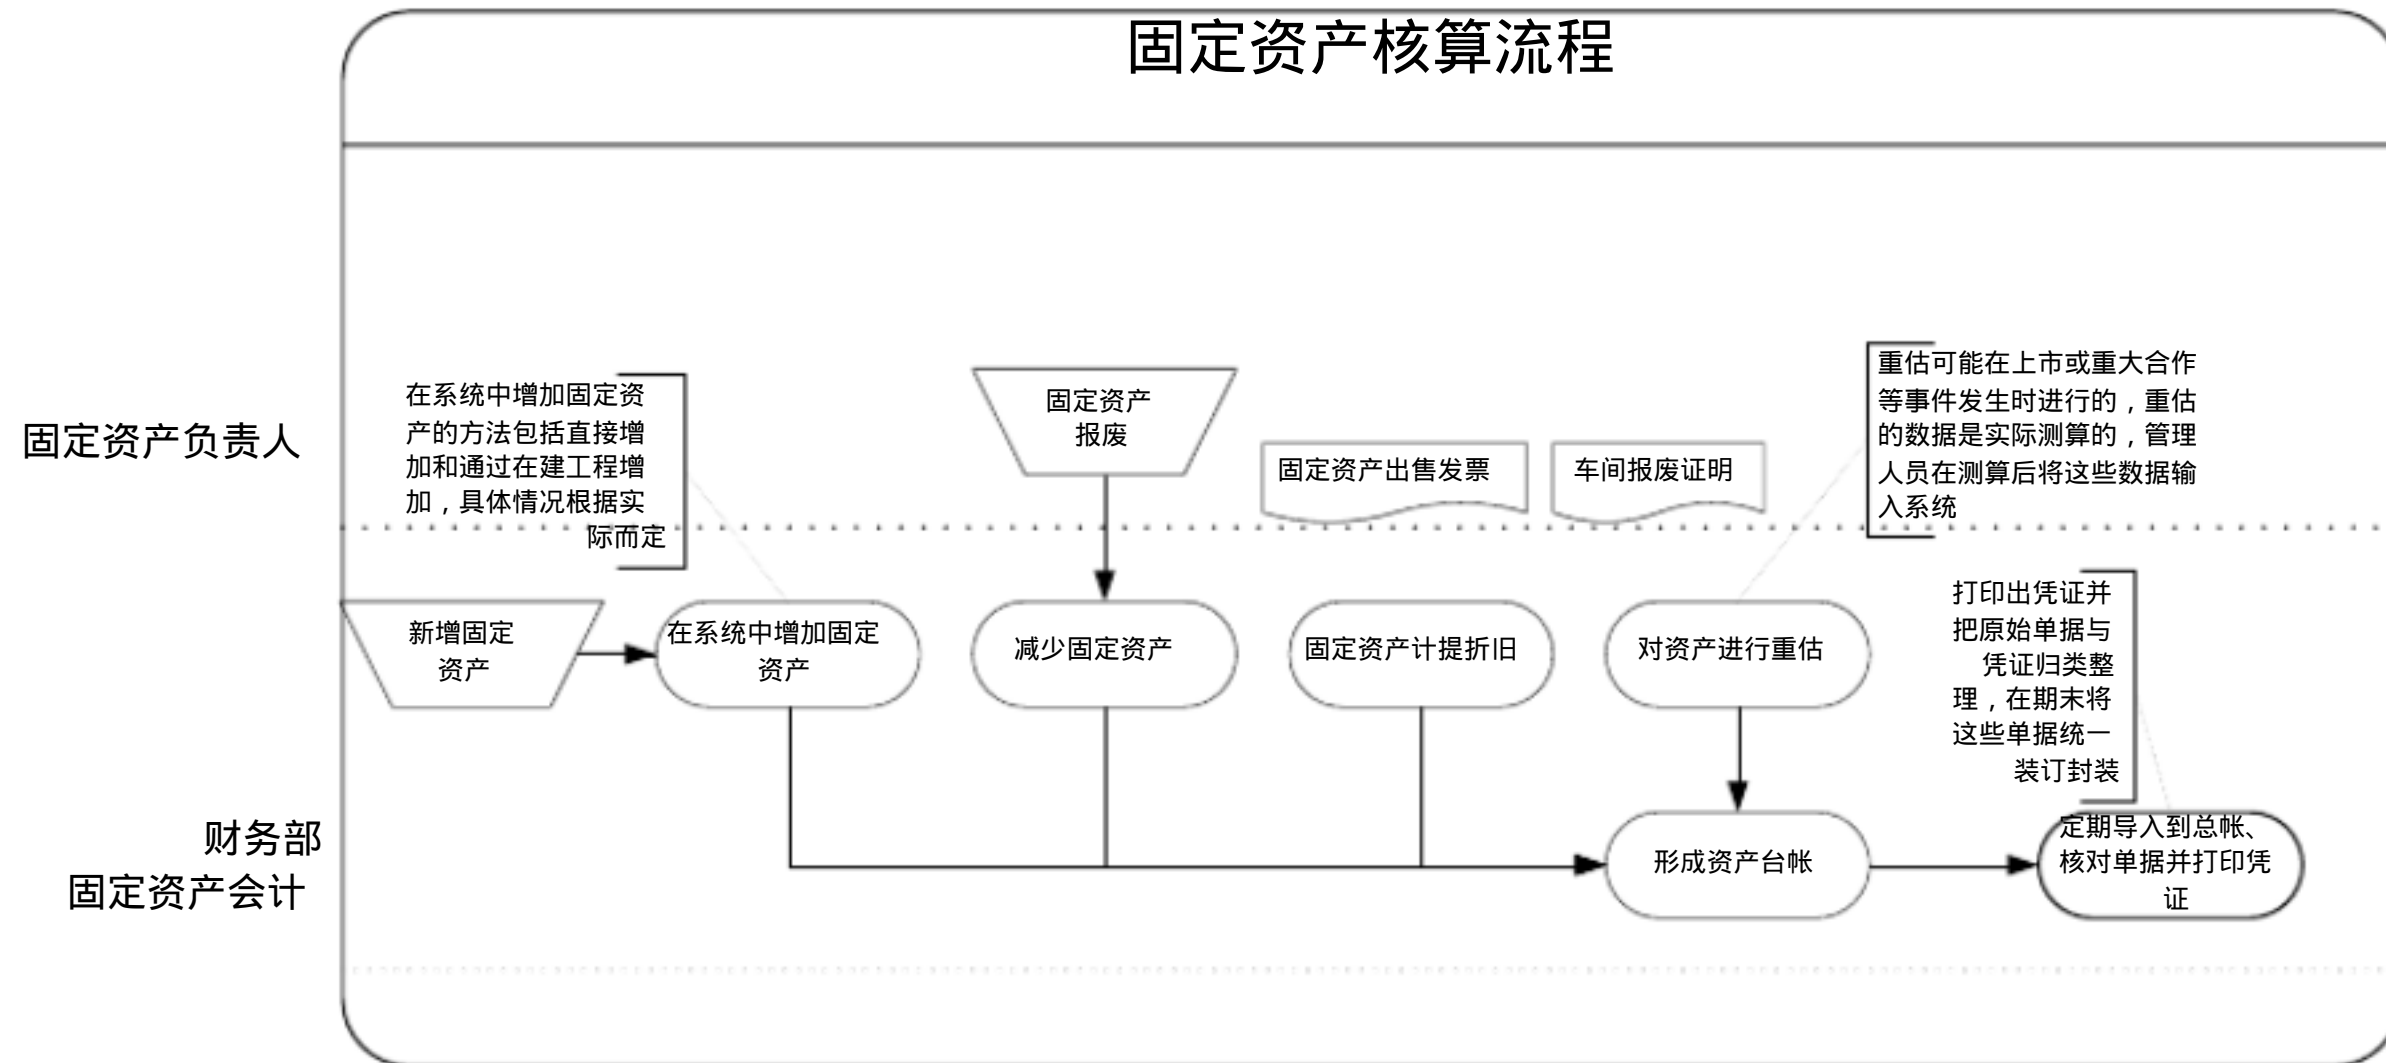 固定资产核算流程
固定资产负责人
在系统中增加固定资
产的方法包括直接增
加和通过在建工程增
加，具体情况根据实
际而定
固定资产
报废
固定资产出售发票
车间报废证明
重估可能在上市或重大合作
等事件发生时进行的，重估
的数据是实际测算的，管理
人员在测算后将这些数据输
入系统
新增固定
资产
在系统中增加固定
资产
减少固定资产
固定资产计提折旧
对资产进行重估
打印出凭证并
把原始单据与
凭证归类整
理，在期末将
这些单据统一
装订封装
财务部
固定资产会计
形成资产台帐
定期导入到总帐、
核对单据并打印凭
证